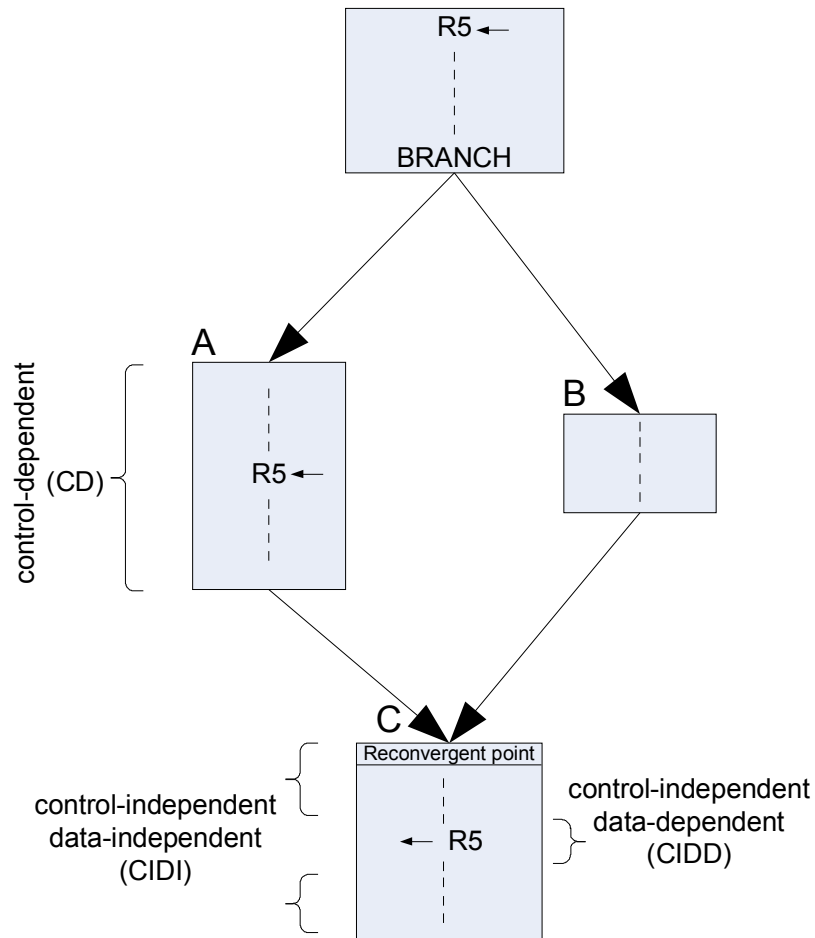 R5
BRANCH
A
B
control-dependent
(CD)
R5
C
Reconvergent point
control-independent
data-independent
(CIDI)
R5
control-independent
data-dependent
(CIDD)